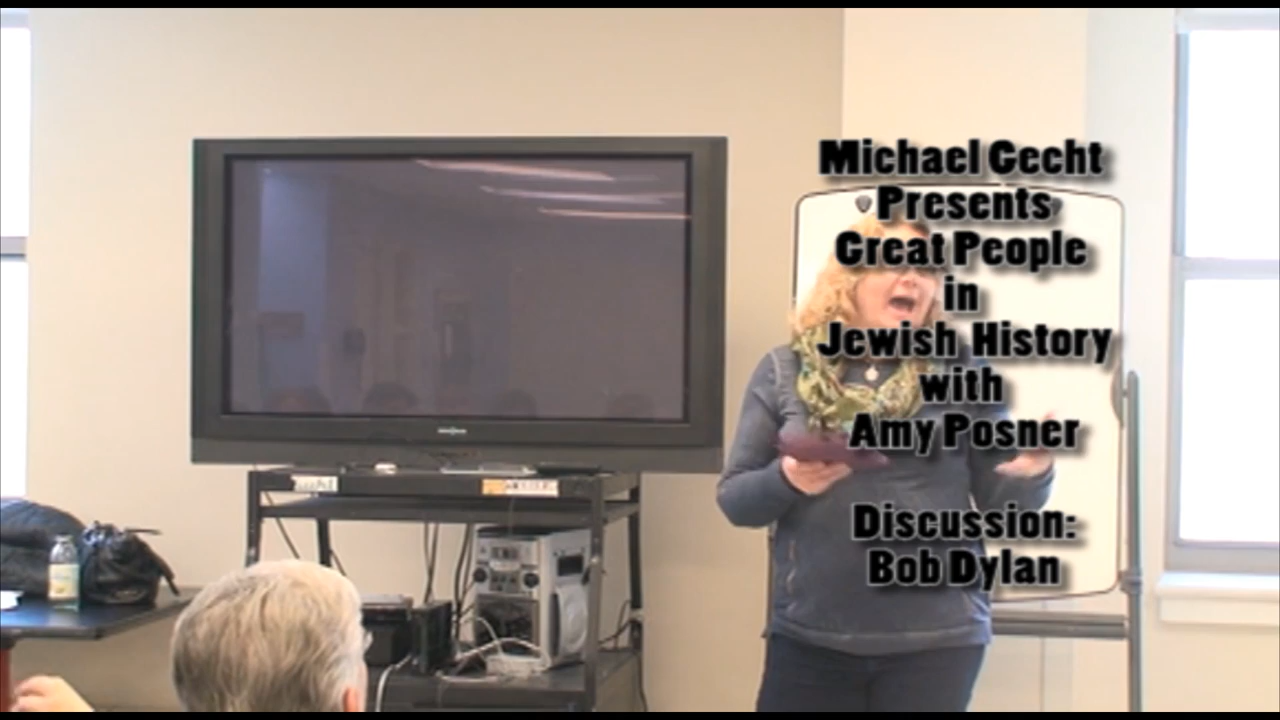 Michael Gecht
Presents
Great People
in
Jewish History
with
Amy Posner
Discussion:
Bob Dylan